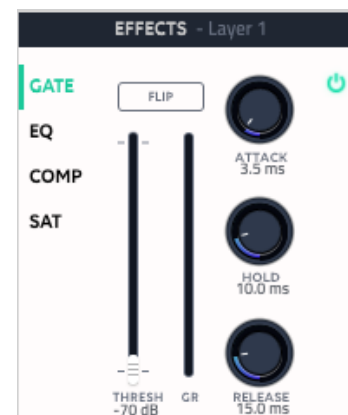 EFFECTS - Layer 1
GATE
FLIP
EQ
COMP
SAT
ATTACK
3.5 ms
HOLD
10.0 ms
THRESH
-70 dB
GR
RELEASE
15.0 ms